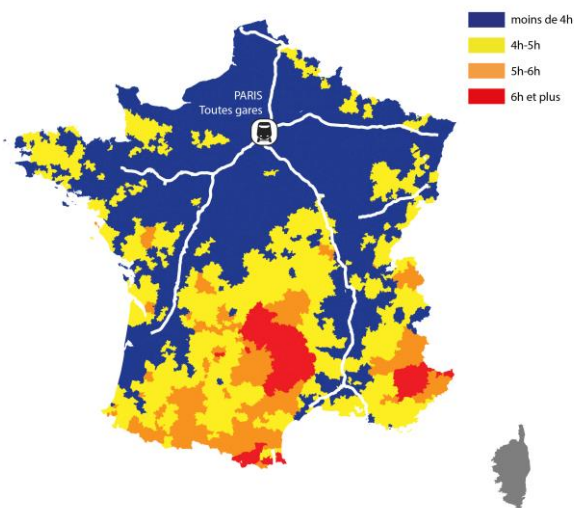 moins de 4h
4h-5h
5h-6h
6h et plus
PARIS
Toutes gares